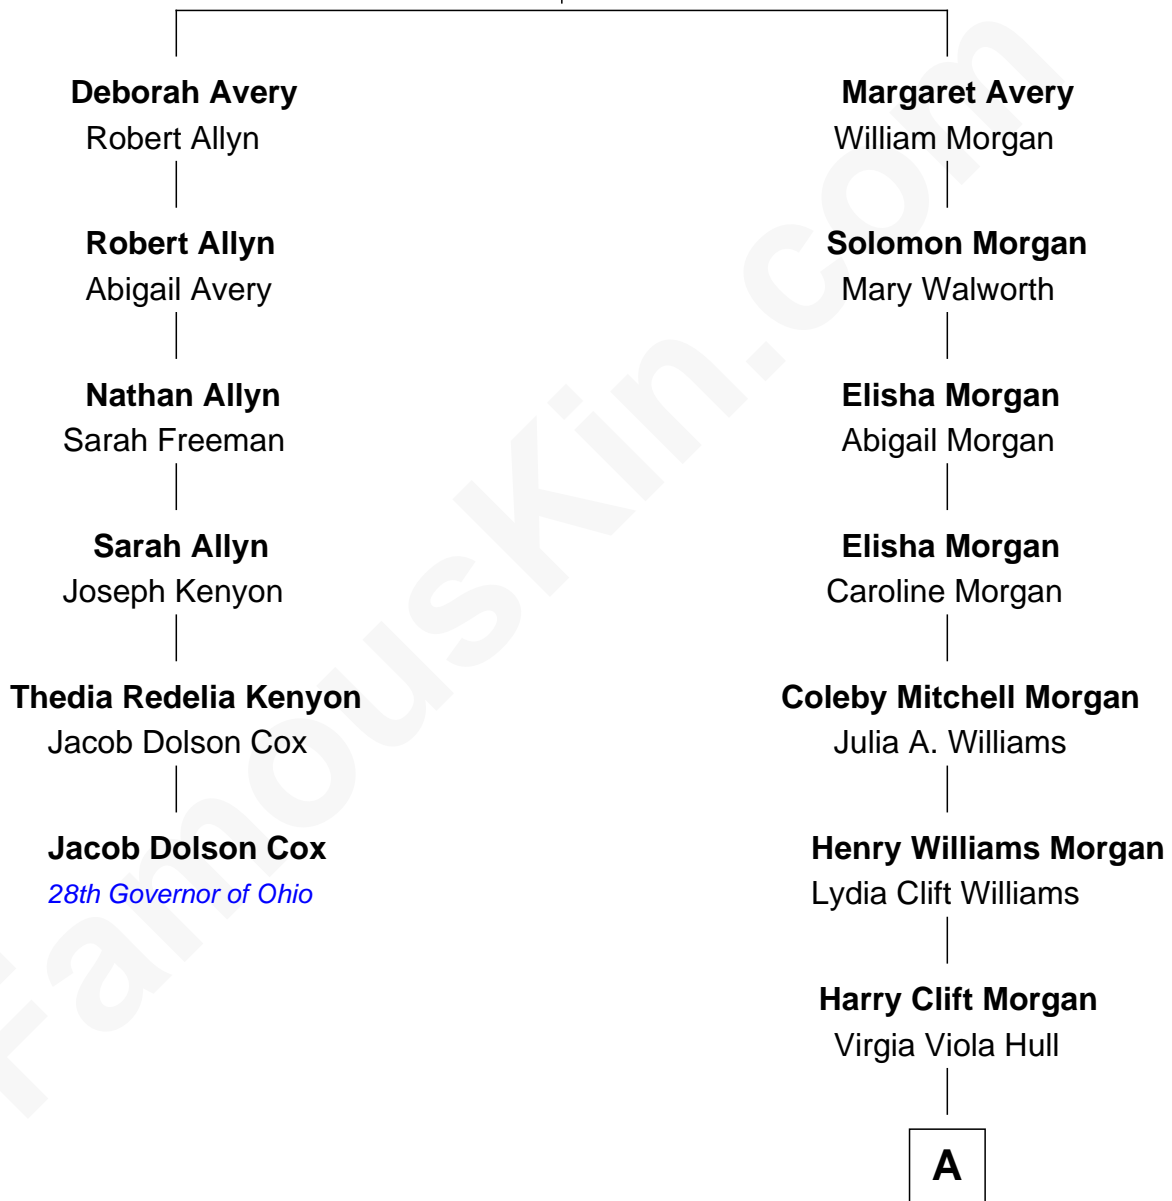 Deborah Avery
Robert Allyn
Robert Allyn
Abigail Avery
Nathan Allyn
Sarah Freeman
Sarah Allyn
Joseph Kenyon
Thedia Redelia Kenyon
Jacob Dolson Cox
Jacob Dolson Cox
28th Governor of Ohio
Margaret Avery
William Morgan
Solomon Morgan
Mary Walworth
Elisha Morgan
Abigail Morgan
Elisha Morgan
Caroline Morgan
Coleby Mitchell Morgan
Julia A. Williams
Henry Williams Morgan
Lydia Clift Williams
Harry Clift Morgan
Virgia Viola Hull
A
FamousKin.com